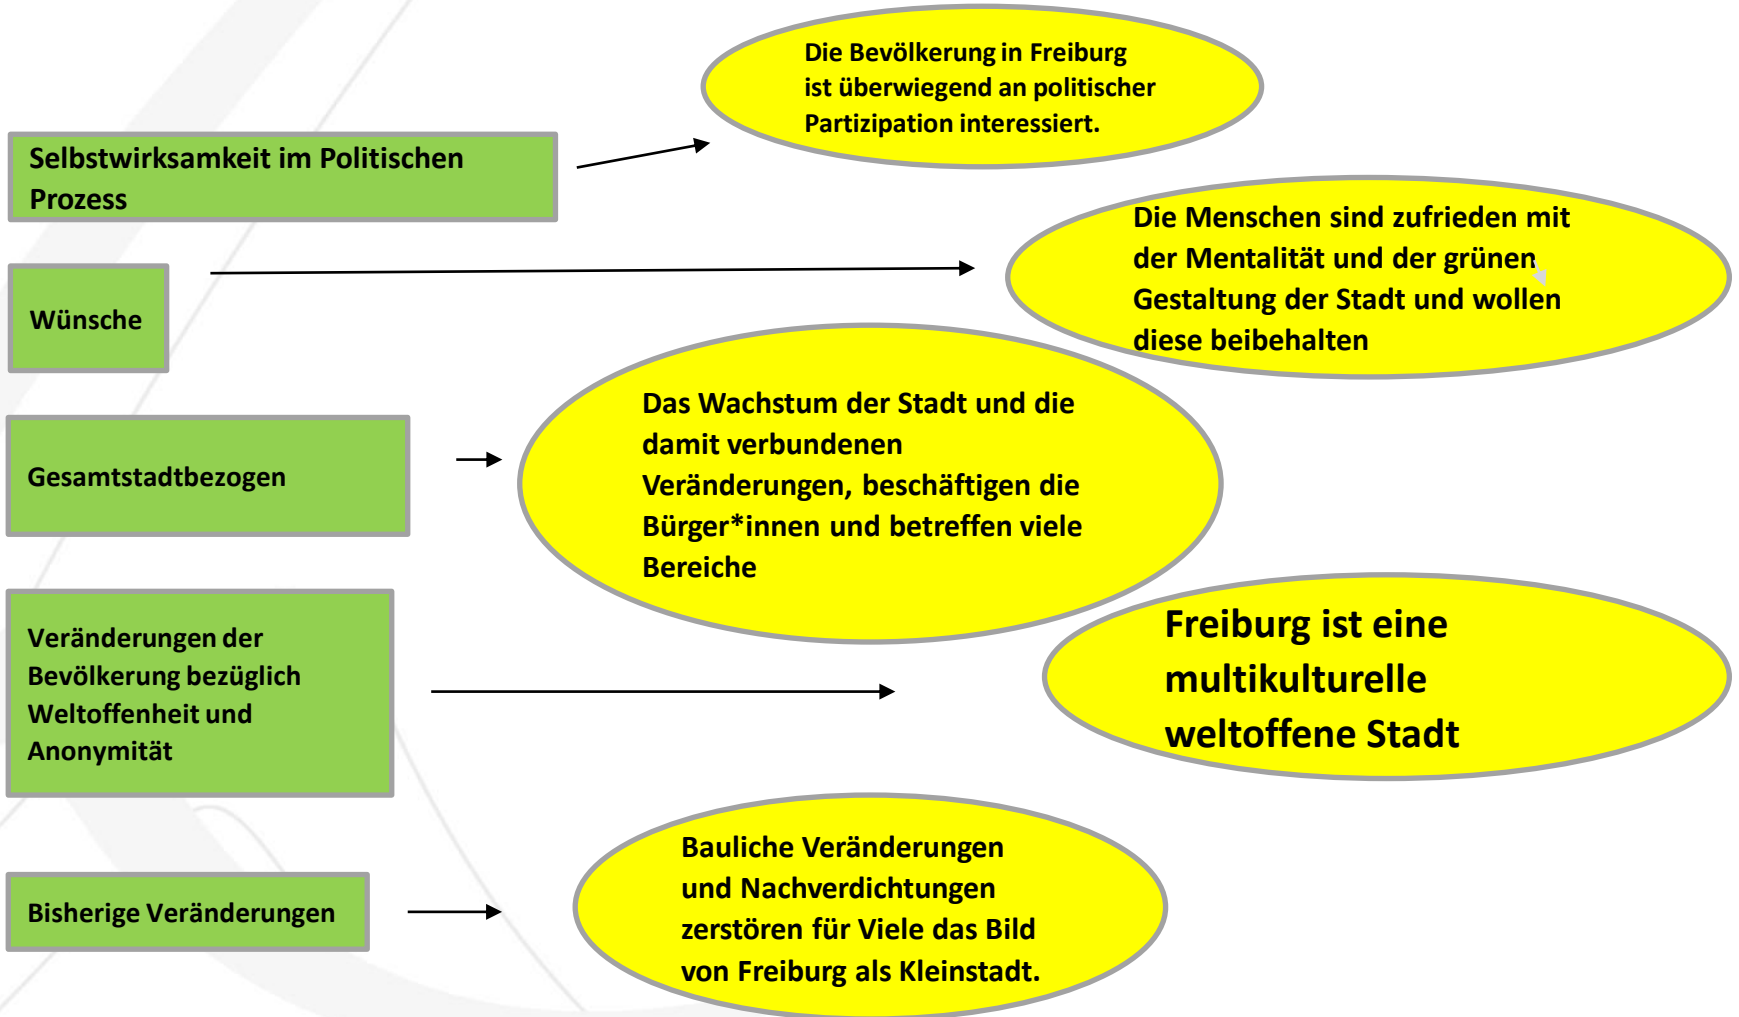 Die Bevölkerung in Freiburg
ist überwiegend an politischer
Partizipation interessiert.
Selbstwirksamkeit im Politischen
Prozess
Die Menschen sind zufrieden mit
der Mentalität und der grünen
Gestaltung der Stadt und wollen
diese beibehalten
Wünsche
Das Wachstum der Stadt und die
damit verbundenen
Veränderungen, beschäftigen die
Bürger*innen und betreffen viele
Bereiche
Gesamtstadtbezogen
Veränderungen der
Bevölkerung bezüglich
Weltoffenheit und
Anonymität
Freiburg ist eine
multikulturelle
weltoffene Stadt
Bisherige Veränderungen
Bauliche Veränderungen
und Nachverdichtungen
zerstören für Viele das Bild
von Freiburg als Kleinstadt.